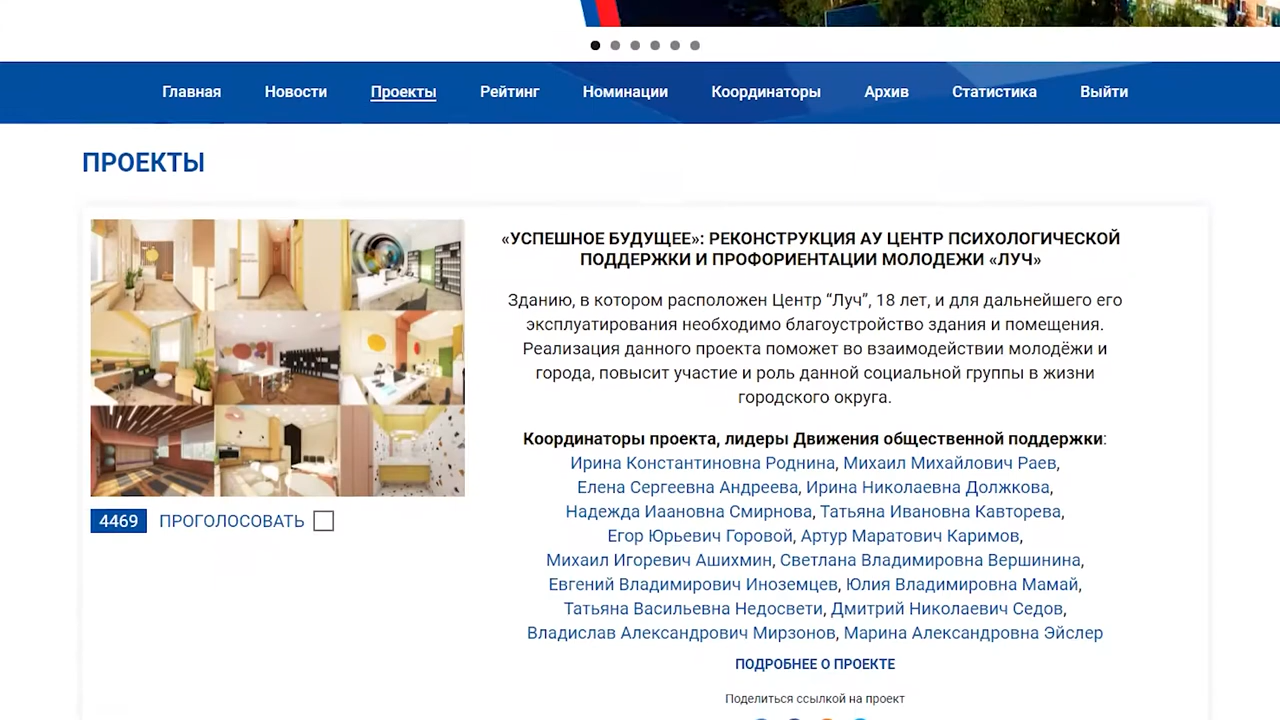 Главная Новости Проекты Рейтинг Номинации Координаторы Архив Статистика Выйти
ПРОЕКТЫ
«УСПЕШНОЕ БУДУЩЕЕ»: РЕКОНСТРУКЦИЯ АУ ЦЕНТР ПСИХОЛОГИЧЕСКОЙ
ПОДДЕРЖКИ И ПРОФОРИЕНТАЦИИ МОЛОДЕЖИ «ЛУЧ»
Зданию, в котором расположен Центр “Луч”, 18 лет, и для дальнейшего его
эксплуатирования необходимо благоустройство здания и помещения.
Реализация данного проекта поможет во взаимодействии молодёжи и
города, повысит участие и роль данной социальной группы в жизни
городского округа.
Координаторы проекта, лидеры Движения общественной поддержки:
Ирина Константиновна Роднина, Михаил Михайлович Раев,
Елена Сергеевна Андреева, Ирина Николаевна Должкова,
Надежда Иаановна Смирнова, Татьяна Ивановна Кавторева,
Егор Юрьевич Горовой, Артур Маратович Каримов,
Михаил Игоревич Ашихмин, Светлана Владимировна Вершинина,
Евгений Владимирович Иноземцев, Юлия Владимировна Мамай,
Татьяна Васильевна Недосвети, Дмитрий Николаевич Седов,
Владислав Александрович Мирзонов, Марина Александровна Эйслер
ПОДРОБНЕЕ О ПРОЕКТЕ
Поделиться ссылкой на проект
4469 ПРОГОЛОСОВАТЬ